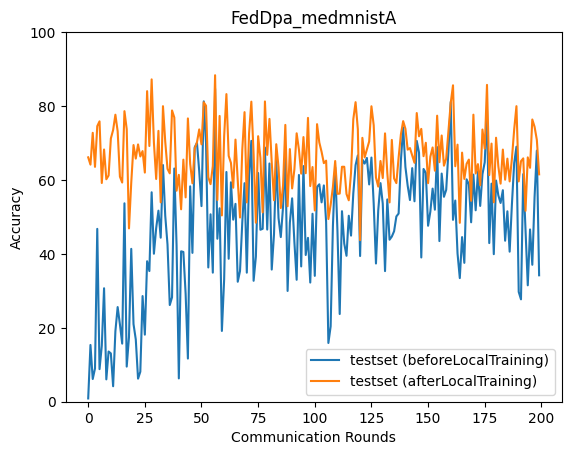 FedDpa_medmnistA
100
80
60
40
20
0
Accuracy
testset (beforeLocalTraining)
testset (afterLocalTraining)
0 25 50 75 100 125 150 175 200
Communication Rounds